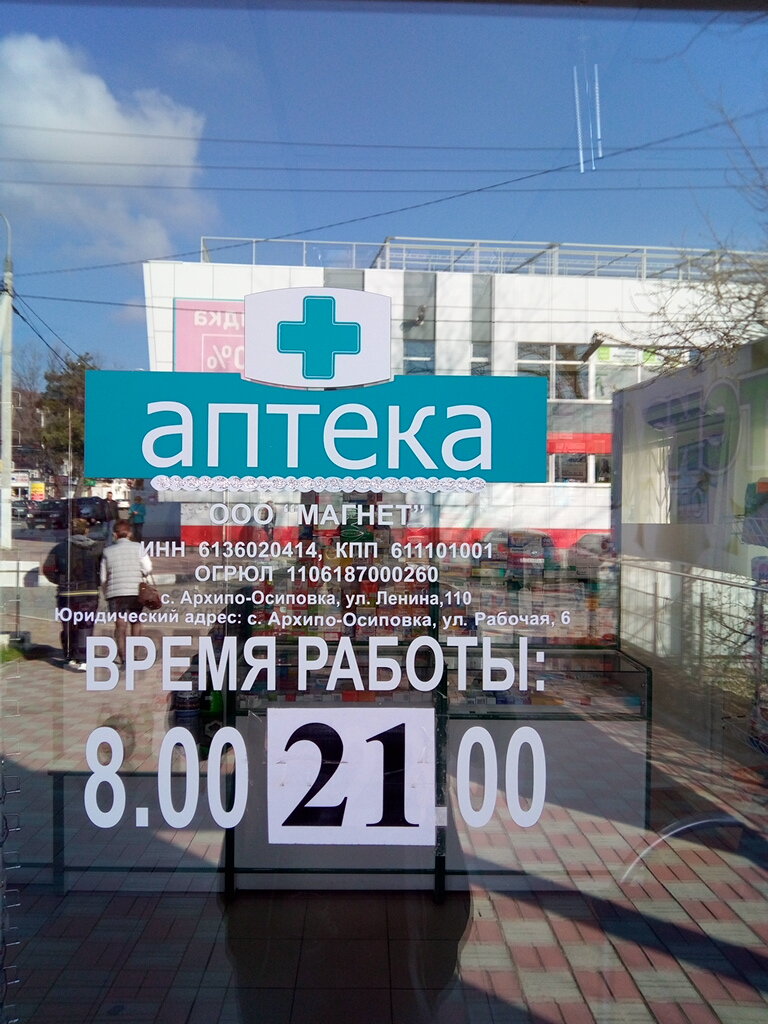 аптека
ООО "МАГНЕТ"
ИНН 6136020414, КПП 611101001
ОГРЮЛ 1106187000260
с. Архипо-Осиповка, ул. Ленина,110
Юридический адрес: с. Архипо-Осиповка, ул. Рабочая, 6
ВРЕМЯ РАБОТЫ:
8.00 21.00